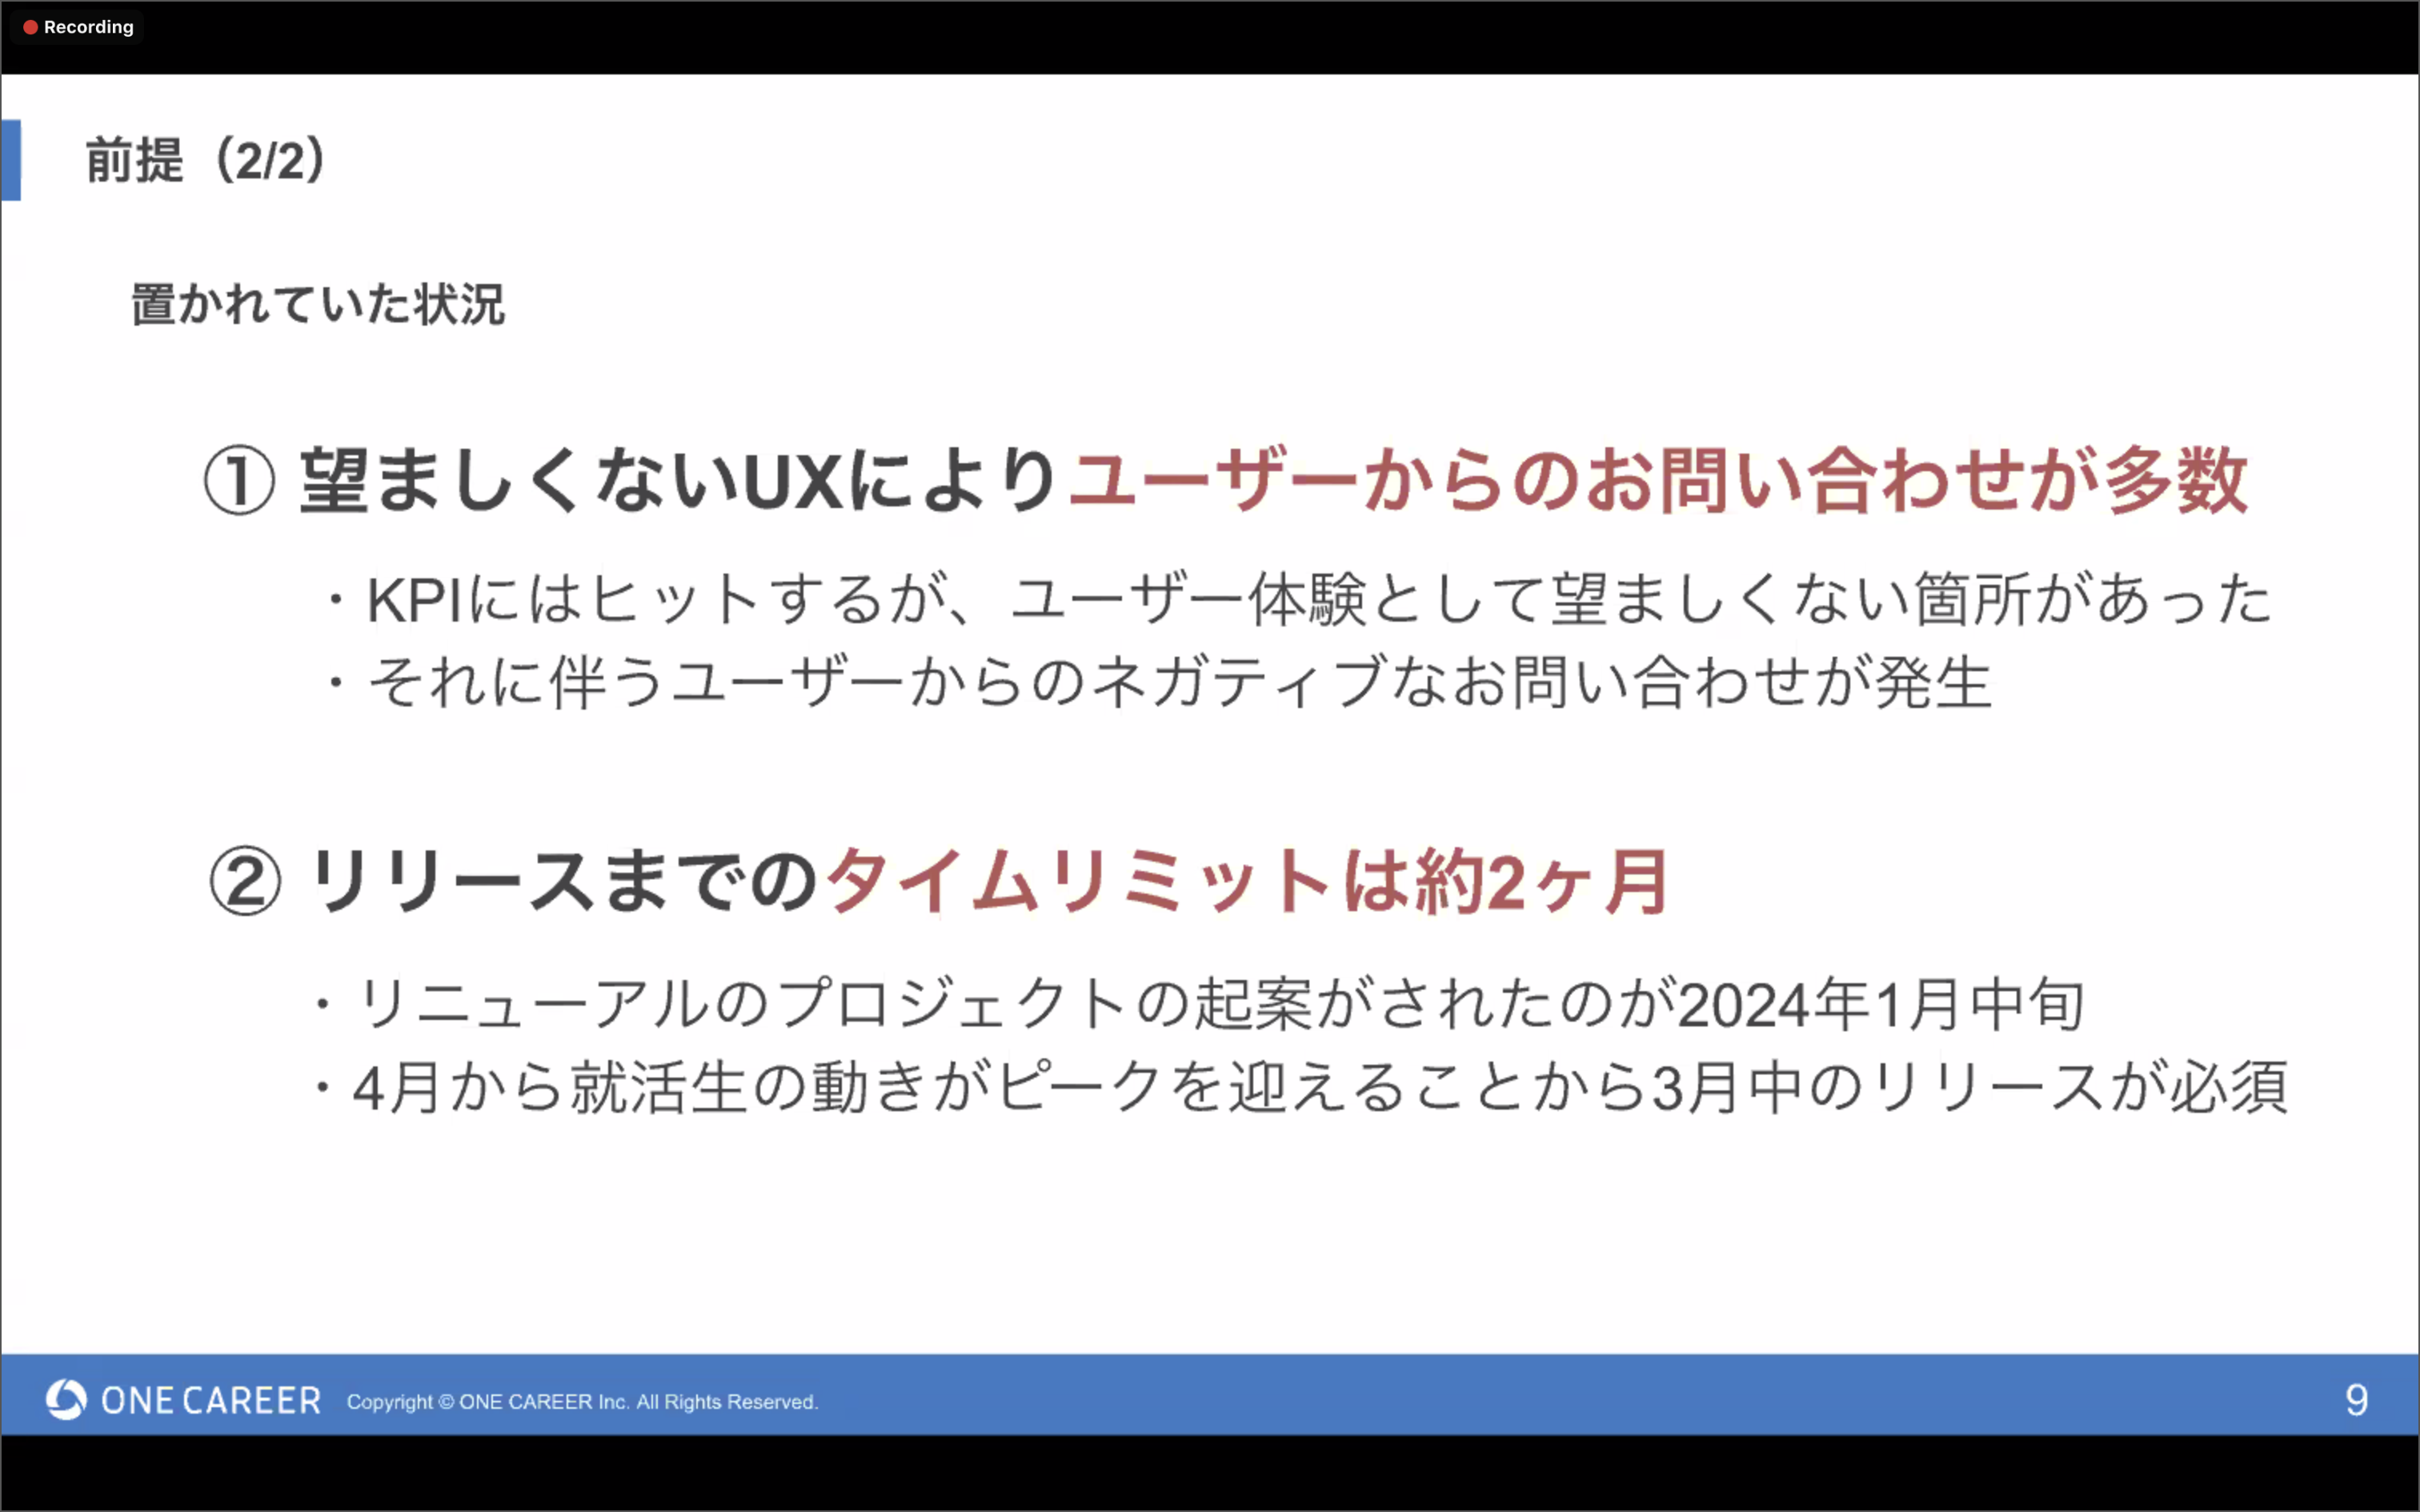 Recording
前提（2/2）
置かれていた状況
① 望ましくないUXによりユーザーからのお問い合わせが多数
・KPIにはヒットするが、ユーザー体験として望ましくない箇所があった
・それに伴うユーザーからのネガティブなお問い合わせが発生
② リリースまでのタイムリミットは約2ヶ月
・リニューアルのプロジェクトの起案がされたのが2024年1月中旬
・4月から就活生の動きがピークを迎えることから3月中のリリースが必須
ONE CAREER Copyright © ONE CAREER Inc. All Rights Reserved. 9